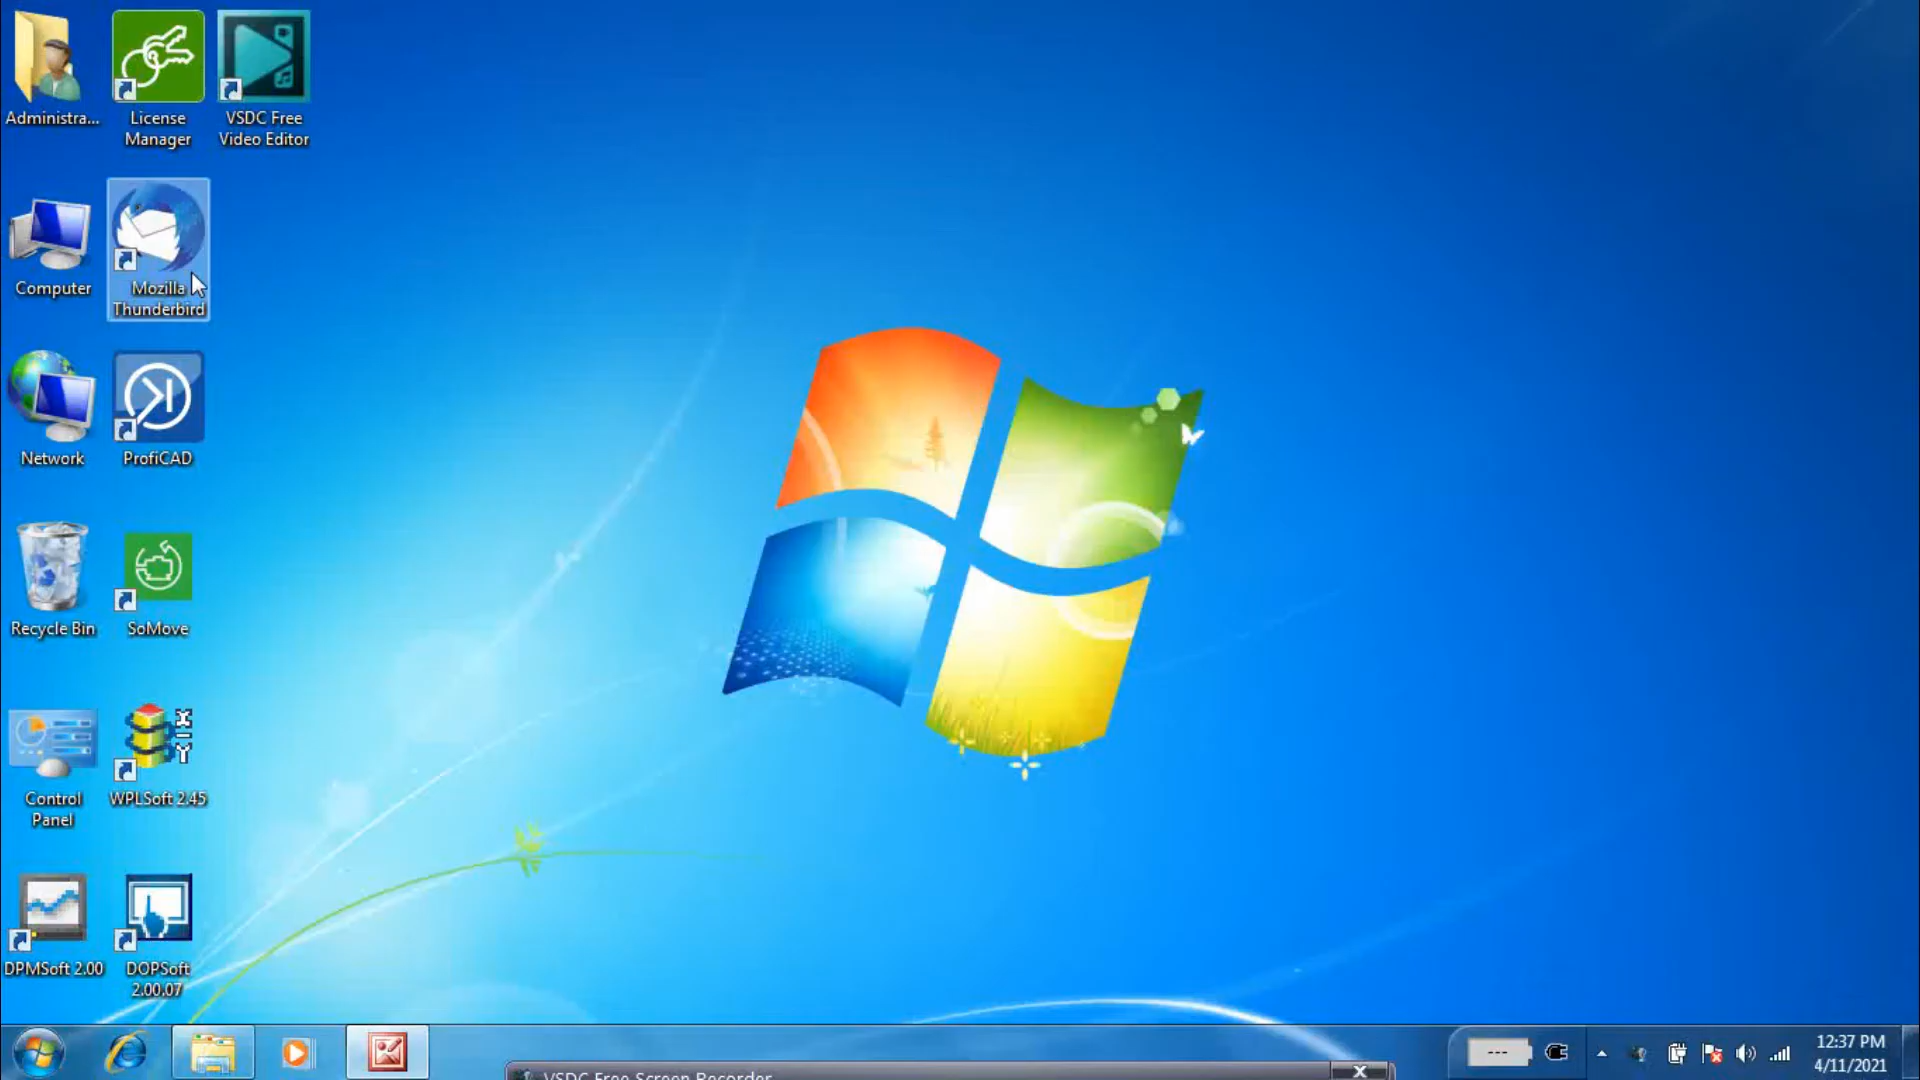 Administra...
License
Manager
VSDC Free
Video Editor
Computer
Mozilla
Thunderbird
Network
ProfiCAD
Recycle Bin
SoMove
Control
Panel
X
Y
WPLSoft 2.45
DPMSoft 2.00
DOPSoft
2.00.07
VSDC Free Screen Recorder
---
12:37 PM
4/11/2021